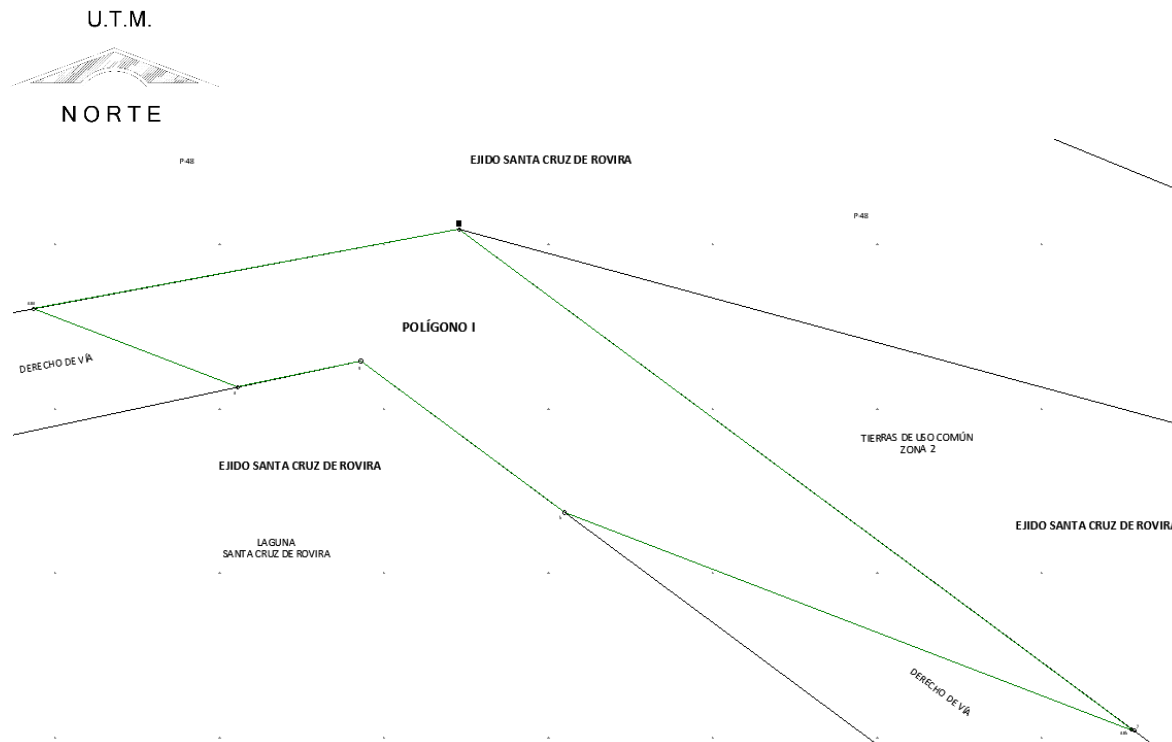 U.T.M.
NORTE
P-48
EJIDO SANTA CRUZ DE ROVIRA
P-48
POLÍGONO I
DERECHO DE VÍA
TIERRAS DE USO COMÚN
ZONA 2
EJIDO SANTA CRUZ DE ROVIRA
EJIDO SANTA CRUZ DE ROVIRA
LAGUNA
SANTA CRUZ DE ROVIRA
DERECHO DE VÍA